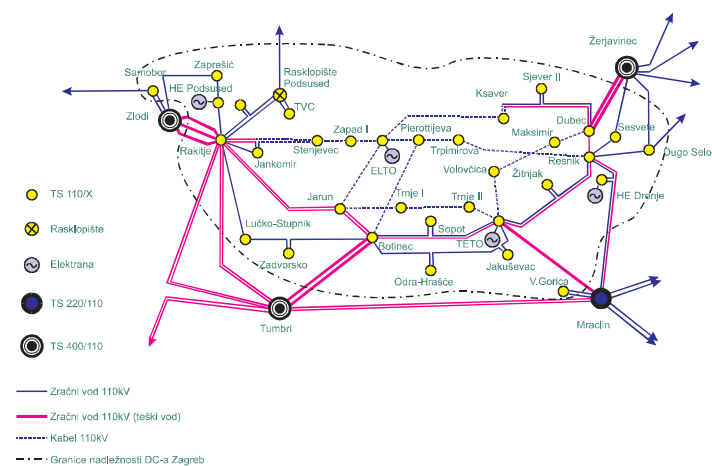 Žerjavinec
Samobor
Zaprešić
Rasklopište
Podsused
HE Podsused
TVC
Zlodi
Sjever II
Ksaver
Dubec
Sesvete
Zapad I
Pierottijeva
Maksimir
Rakitje
Stenjevec
Trpimirova
Resnik
Dugo Selo
Jankomir
ELTO
Volovčica
Žitnjak
HE Drenje
TS 110/X
Jarun
Trnje I
Trnje II
Rasklopište
Lučko-Stupnik
Sopot
Botinec
TETO
Elektrana
Zadvorsko
Jakuševac
Odra-Hrašće
V.Gorica
TS 220/110
Tumbri
Mraclin
TS 400/110
Zračni vod 110kV
Zračni vod 110kV (teški vod)
Kabel 110kV
Granice nadležnosti DC-a Zagreb